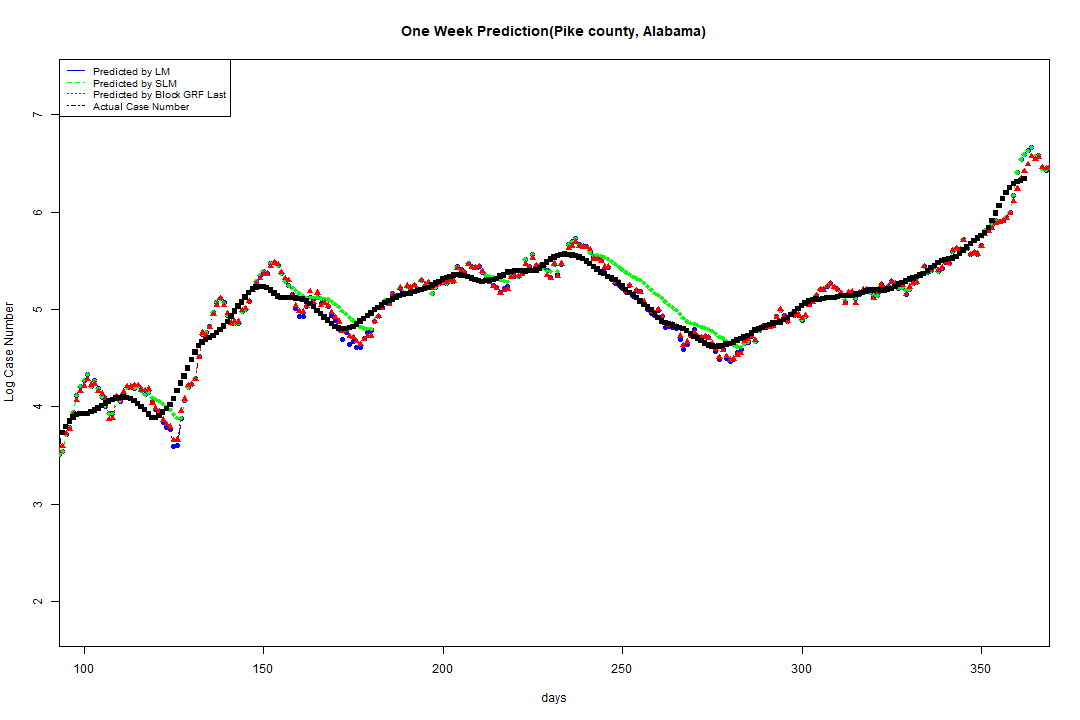 One Week Prediction(Pike county, Alabama)
Predicted by LM
Predicted by SLM
Predicted by Block GRF Last
Actual Case Number
Log Case Number
7
6
5
4
3
2
100 150 200 250 300 350
days